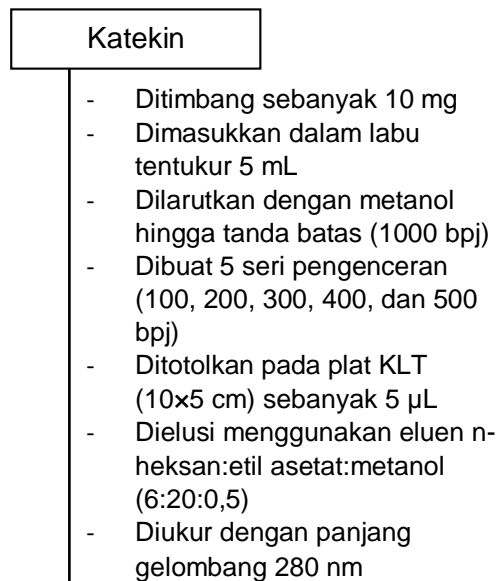 Katekin
- Ditimbang sebanyak 10 mg
- Dimasukkan dalam labu
tentukur 5 mL
- Dilarutkan dengan metanol
hingga tanda batas (1000 bpj)
- Dibuat 5 seri pengenceran
(100, 200, 300, 400, dan 500
bpj)
- Ditotolkan pada plat KLT
(10×5 cm) sebanyak 5 µL
- Dielusi menggunakan eluen n-
heksan:etil asetat:metanol
(6:20:0,5)
- Diukur dengan panjang
gelombang 280 nm